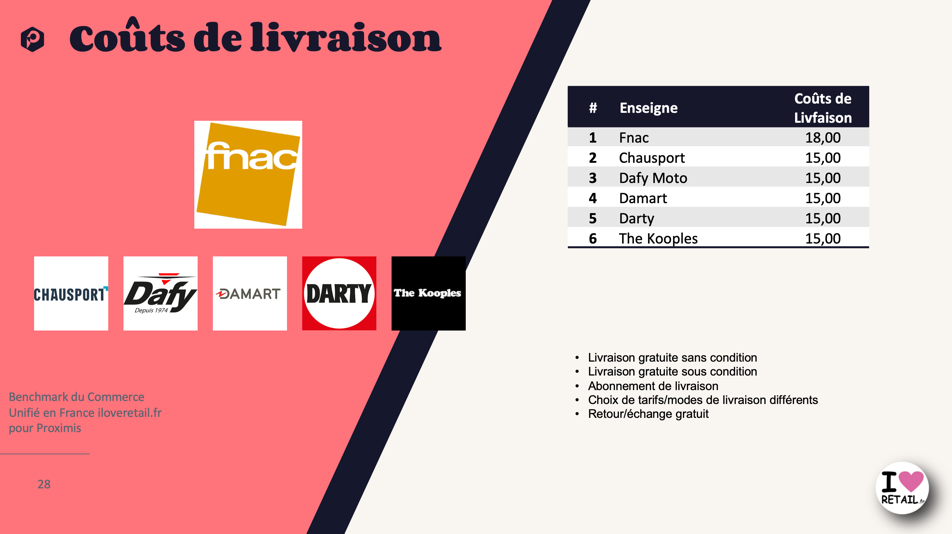 Coûts de livraison
fnac
CHAUSPORT
Dafy
Depuis 1974
DAMART
DARTY
The Kooples
Benchmark du Commerce
Unifié en France iloveretail.fr
pour Proximis
28
# Enseigne Coûts de
Livfaison
1 Fnac 18,00
2 Chausport 15,00
3 Dafy Moto 15,00
4 Damart 15,00
5 Darty 15,00
6 The Kooples 15,00
• Livraison gratuite sans condition
• Livraison gratuite sous condition
• Abonnement de livraison
• Choix de tarifs/modes de livraison différents
• Retour/échange gratuit
I
RETAIL.fr